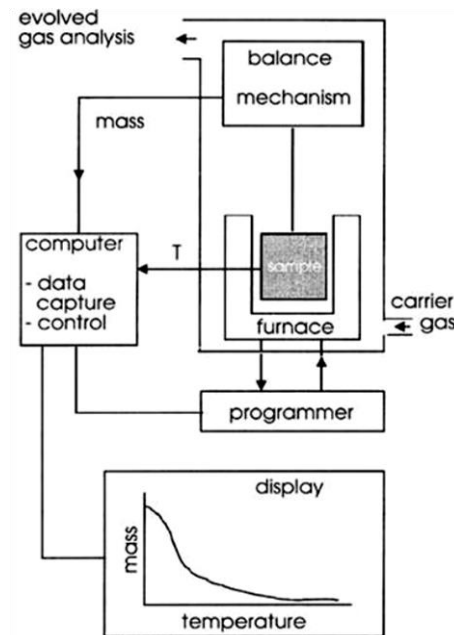 evolved
gas analysis
balance
mechanism
mass
computer
- data
capture
- control
T
sample
furnace
carrier
gas
programmer
display
mass
temperature